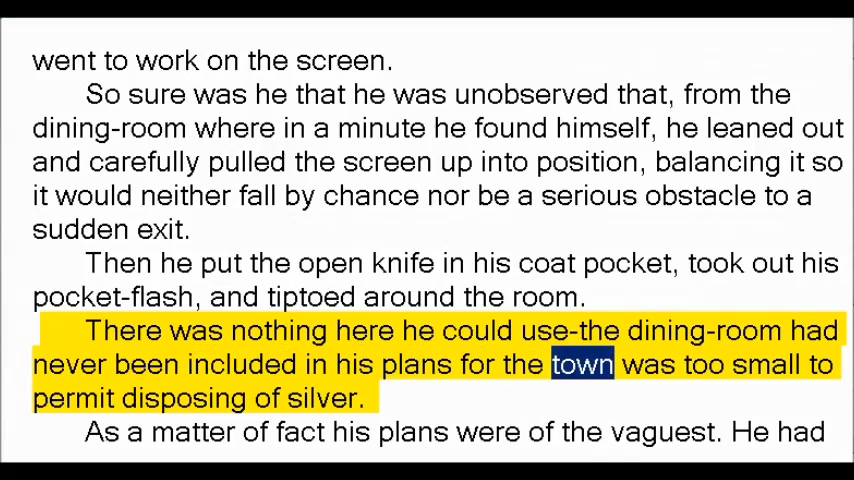 went to work on the screen.
So sure was he that he was unobserved that, from the
dining-room where in a minute he found himself, he leaned out
and carefully pulled the screen up into position, balancing it so
it would neither fall by chance nor be a serious obstacle to a
sudden exit.
Then he put the open knife in his coat pocket, took out his
pocket-flash, and tiptoed around the room.
There was nothing here he could use-the dining-room had
never been included in his plans for the town was too small to
permit disposing of silver.
As a matter of fact his plans were of the vaguest. He had